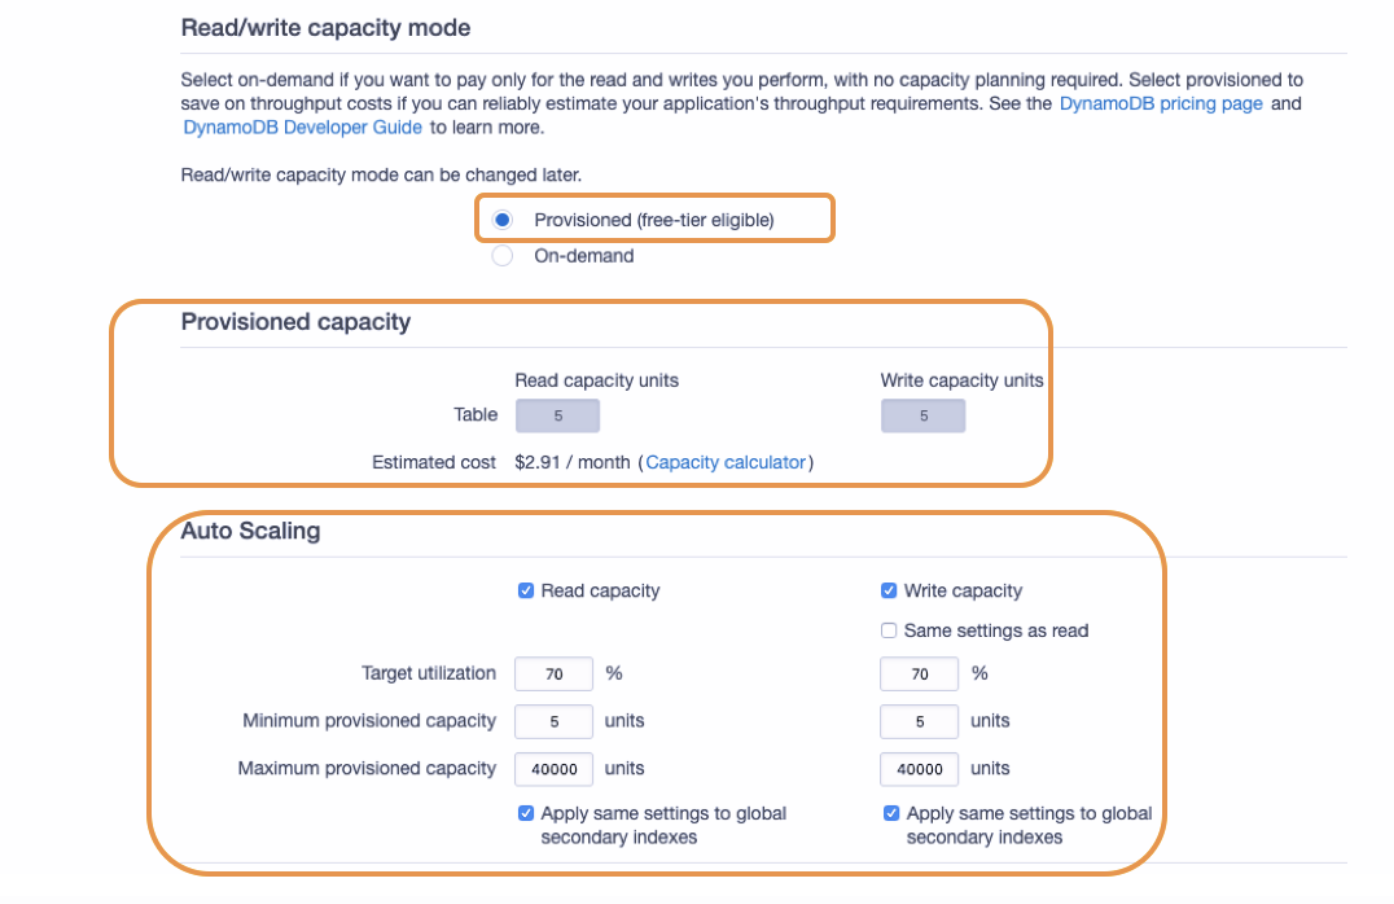 Read/write capacity mode
Select on-demand if you want to pay only for the read and writes you perform, with no capacity planning required. Select provisioned to
save on throughput costs if you can reliably estimate your application's throughput requirements. See the DynamoDB pricing page and
DynamoDB Developer Guide to learn more.
Read/write capacity mode can be changed later.
Provisioned (free-tier eligible)
On-demand
Provisioned capacity
Read capacity units Write capacity units
Table 5 5
Estimated cost $2.91 / month (Capacity calculator)
Auto Scaling
Read capacity Write capacity
Same settings as read
Target utilization 70 % 70 %
Minimum provisioned capacity 5 units 5 units
Maximum provisioned capacity 40000 units 40000 units
Apply same settings to global Apply same settings to global
secondary indexes secondary indexes